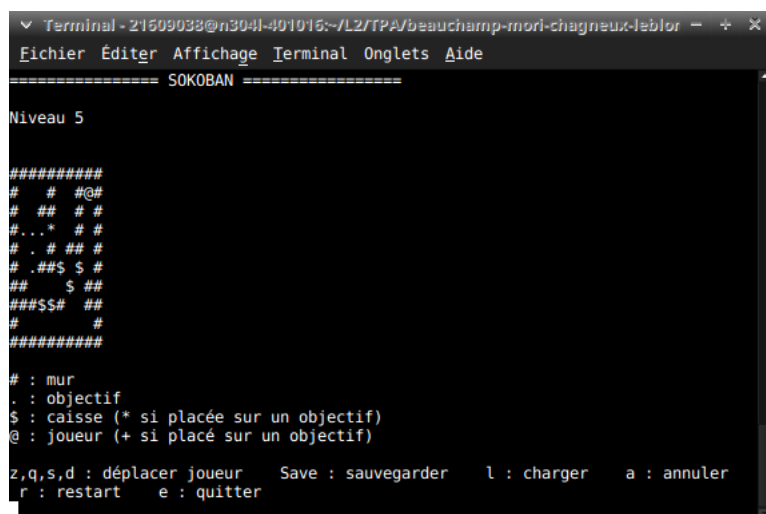 Terminal - 21609038@n304l-401016:~/L2/TPA/beauchamp-mori-chagneux-leblor
Fichier Éditer Affichage Terminal Onglets Aide
================ SOKOBAN =================
Niveau 5
##########
#   #  #@#
#  ##  # #
#...*  # #
# . # ## #
# .##$ $ #
##    $ ##
###$$#  ##
#        #
##########
# : mur
. : objectif
$ : caisse (* si placée sur un objectif)
@ : joueur (+ si placé sur un objectif)
z,q,s,d : déplacer joueur    Save : sauvegarder    l : charger    a : annuler
 r : restart    e : quitter